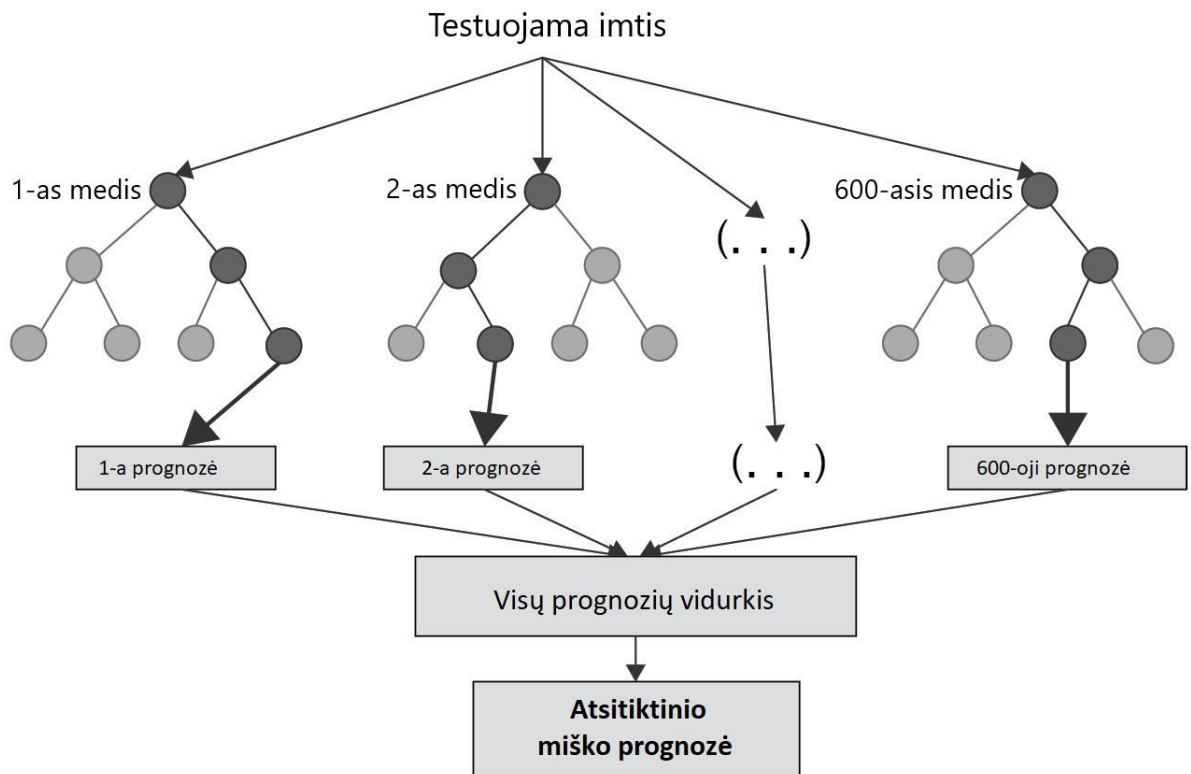 Testuojama imtis
1-as medis
2-as medis
600-asis medis
(. . .)
1-a prognozė
2-a prognozė
(. . .)
600-oji prognozė
Visų prognozių vidurkis
Atsitiktinio
miško prognozė